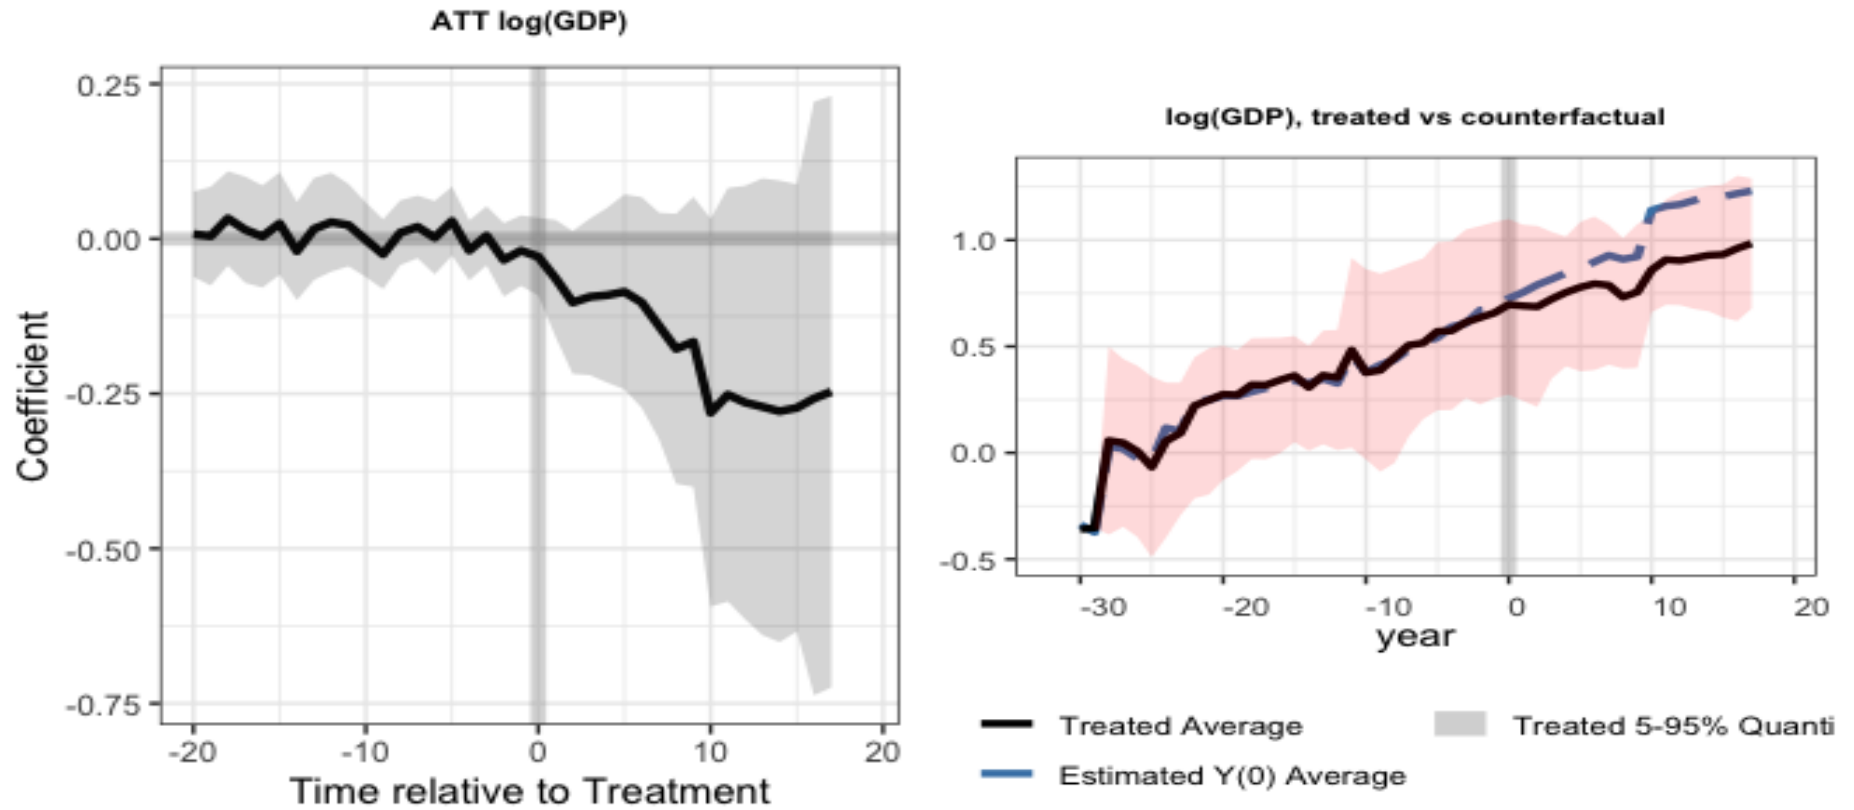 ATT log(GDP)
0.25
0.00
-0.25
-0.50
-0.75
Coefficient
-20 -10 0 10 20
Time relative to Treatment
log(GDP), treated vs counterfactual
1.0
0.5
0.0
-0.5
-30 -20 -10 0 10 20
year
Treated Average
Treated 5-95% Quanti
Estimated Y(0) Average